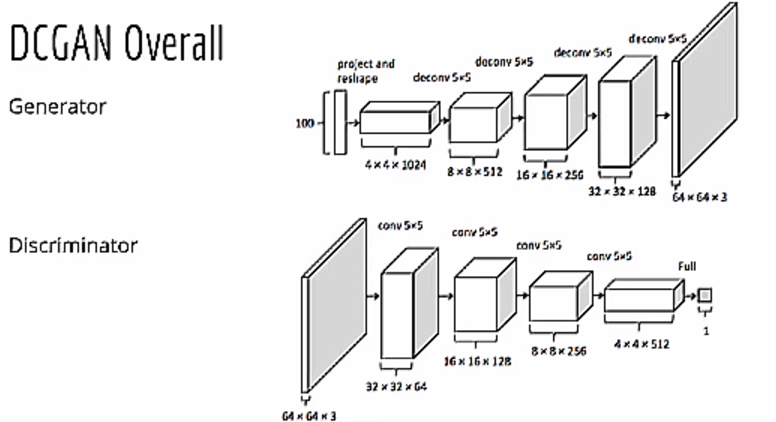 DCGAN Overall
Generator
project and
reshape
deconv 5×5
deconv 5×5
deconv 5×5
deconv 5×5
100
4 × 4 × 1024
8 × 8 × 512
16 × 16 × 256
32 × 32 × 128
64 × 64 × 3
Discriminator
conv 5×5
conv 5×5
conv 5×5
conv 5×5
Full
64 × 64 × 3
32 × 32 × 64
16 × 16 × 128
8 × 8 × 256
4 × 4 × 512
1